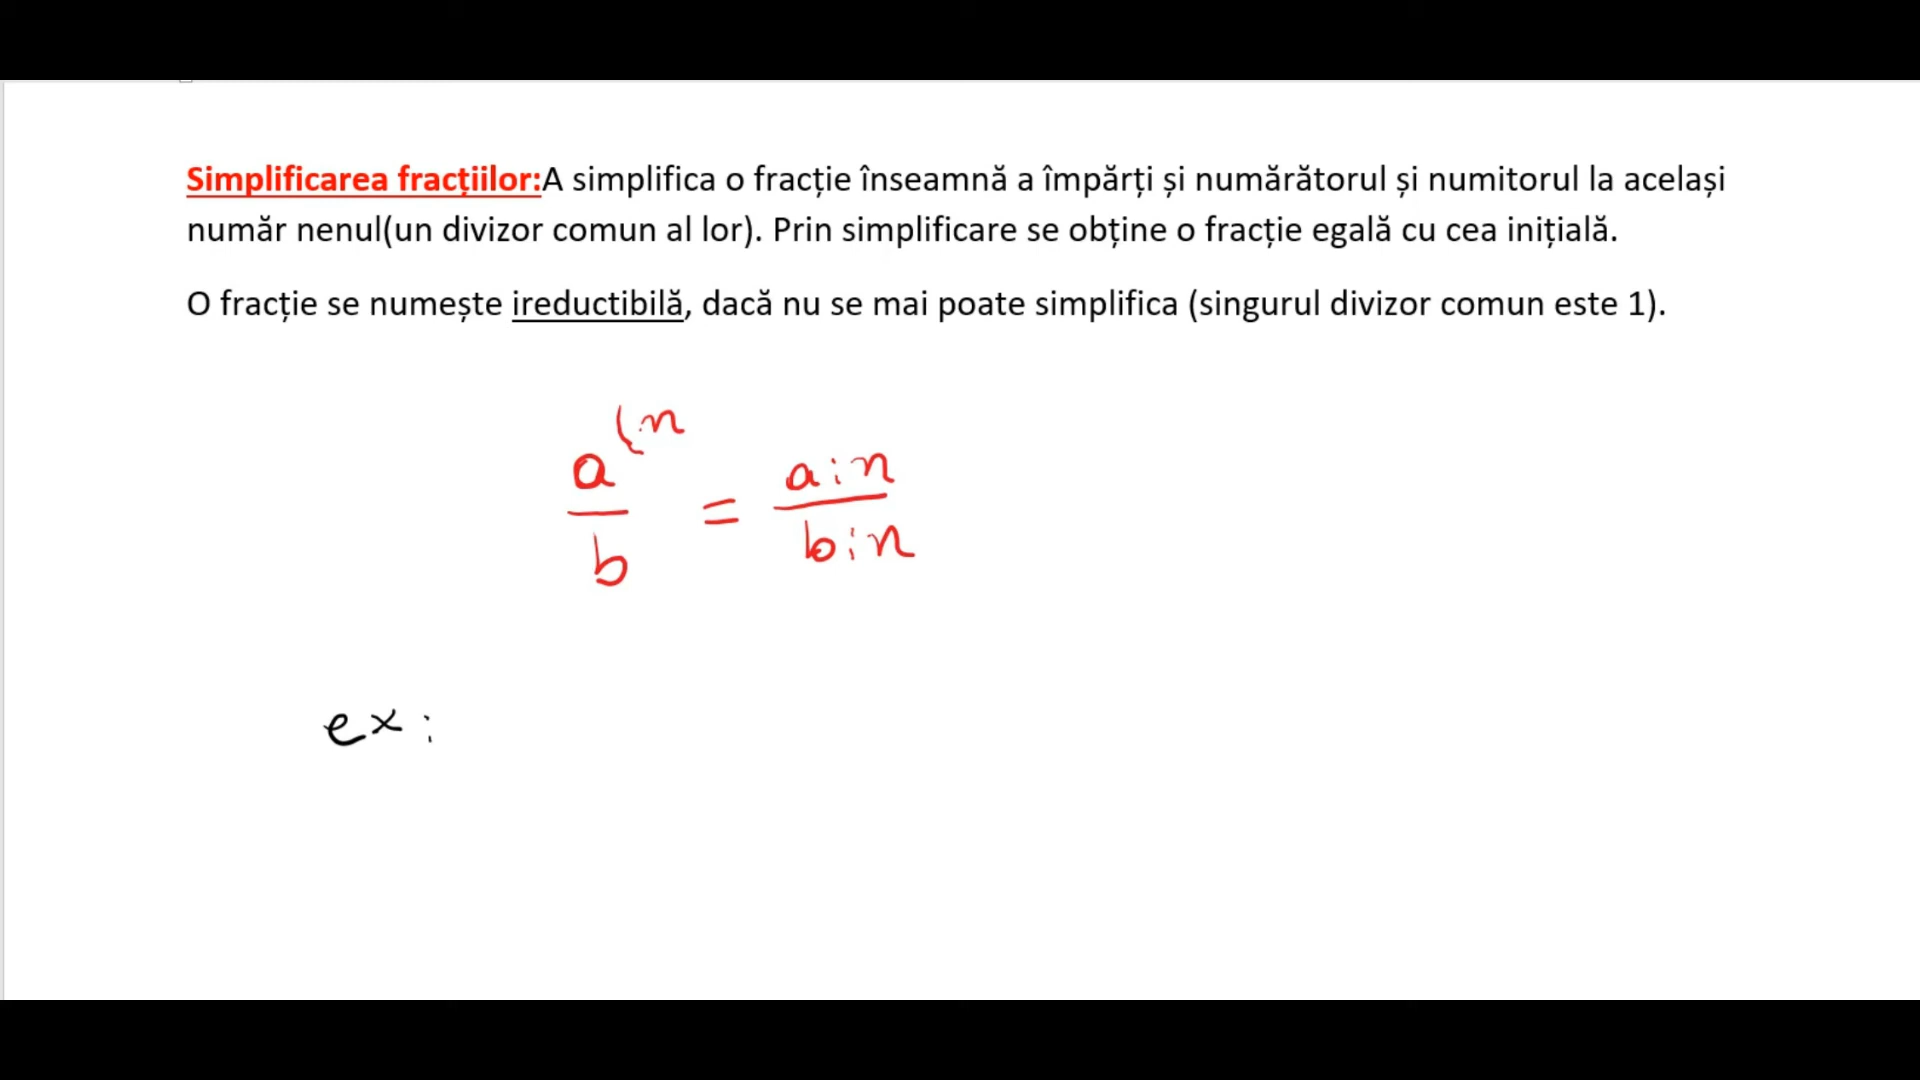 Simplificarea fracțiilor:A simplifica o fracție înseamnă a împărți și numărătorul și numitorul la același
număr nenul(un divizor comun al lor). Prin simplificare se obține o fracție egală cu cea inițială.
O fracție se numește ireductibilă, dacă nu se mai poate simplifica (singurul divizor comun este 1).
(n
a = a:n
b b:n
ex: